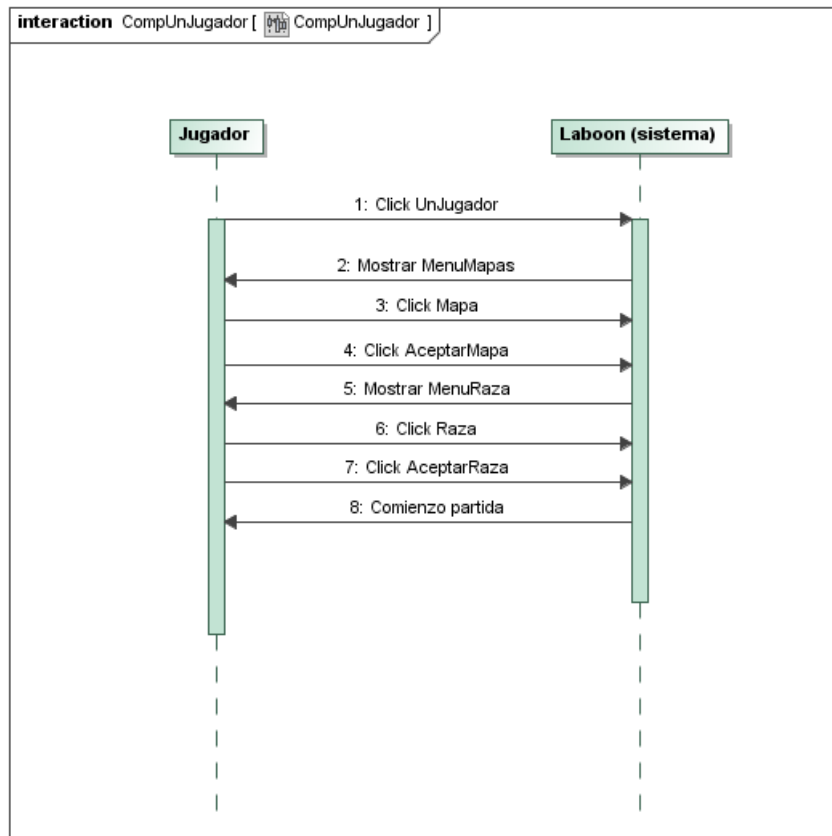 interaction CompUnJugador [ CompUnJugador ]
Jugador
Laboon (sistema)
1: Click UnJugador
2: Mostrar MenuMapas
3: Click Mapa
4: Click AceptarMapa
5: Mostrar MenuRaza
6: Click Raza
7: Click AceptarRaza
8: Comienzo partida